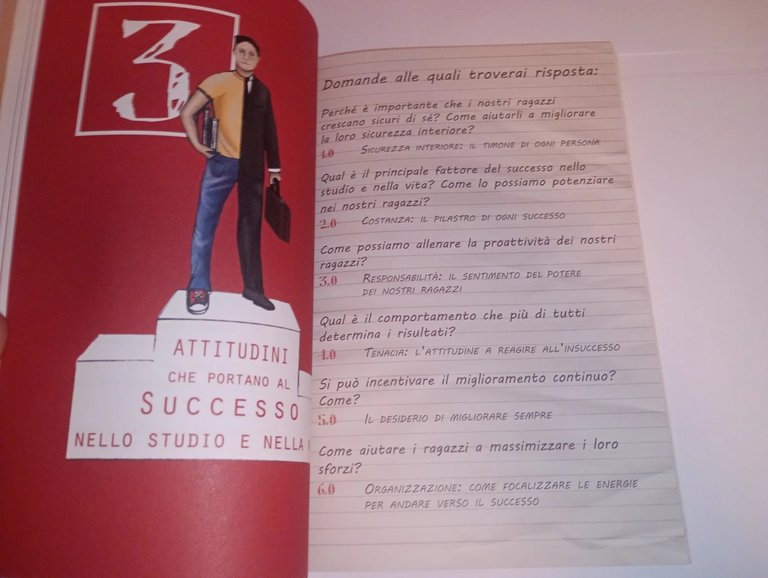 3
ATTITUDINI
CHE PORTANO AL
SUCCESSO
NELLO STUDIO E NELLA
Domande alle quali troverai risposta:
Perché è importante che i nostri ragazzi
crescano sicuri di sé? Come aiutarli a migliorare
la loro sicurezza interiore?
1.0 SICUREZZA INTERIORE: IL TIMONE DI OGNI PERSONA
Qual è il principale fattore del successo nello
studio e nella vita? Come lo possiamo potenziare
nei nostri ragazzi?
2.0 COSTANZA: IL PILASTRO DI OGNI SUCCESSO
Come possiamo allenare la proattività dei nostri
ragazzi?
3.0 RESPONSABILITÀ: IL SENTIMENTO DEL POTERE
DEI NOSTRI RAGAZZI
Qual è il comportamento che più di tutti
determina i risultati?
4.0 TENACIA: L'ATTITUDINE A REAGIRE ALL'INSUCCESSO
Si può incentivare il miglioramento continuo?
Come?
5.0 IL DESIDERIO DI MIGLIORARE SEMPRE
Come aiutare i ragazzi a massimizzare i loro
sforzi?
6.0 ORGANIZZAZIONE: COME FOCALIZZARE LE ENERGIE
PER ANDARE VERSO IL SUCCESSO